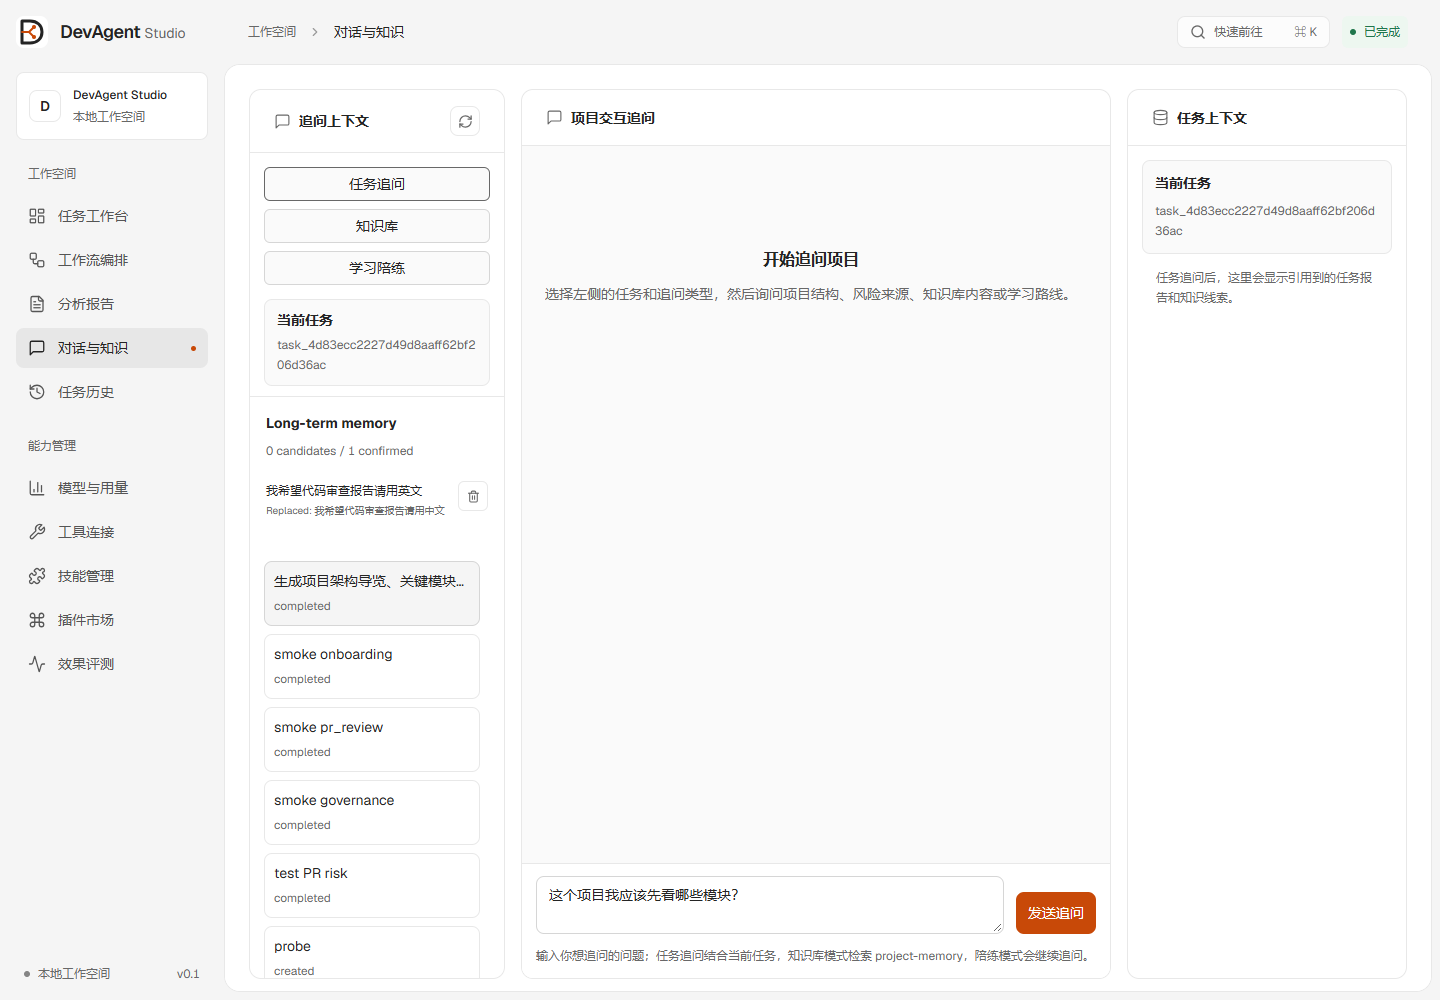 DevAgent Studio
工作空间
对话与知识
快速前往
⌘ K
已完成
D
DevAgent Studio
本地工作空间
工作空间
任务工作台
工作流编排
分析报告
对话与知识
任务历史
能力管理
模型与用量
工具连接
技能管理
插件市场
效果评测
本地工作空间
v0.1
追问上下文
任务追问
知识库
学习陪练
当前任务
task_4d83ecc2227d49d8aaff62bf2
06d36ac
Long-term memory
0 candidates / 1 confirmed
我希望代码审查报告请用英文
Replaced: 我希望代码审查报告请用中文
生成项目架构导览、关键模块...
completed
smoke onboarding
completed
smoke pr_review
completed
smoke governance
completed
test PR risk
completed
probe
created
项目交互追问
开始追问项目
选择左侧的任务和追问类型，然后询问项目结构、风险来源、知识库内容或学习路线。
这个项目我应该先看哪些模块？
发送追问
输入你想追问的问题；任务追问结合当前任务，知识库模式检索 project-memory，陪练模式会继续追问。
任务上下文
当前任务
task_4d83ecc2227d49d8aaff62bf206d
36ac
任务追问后，这里会显示引用到的任务报
告和知识线索。